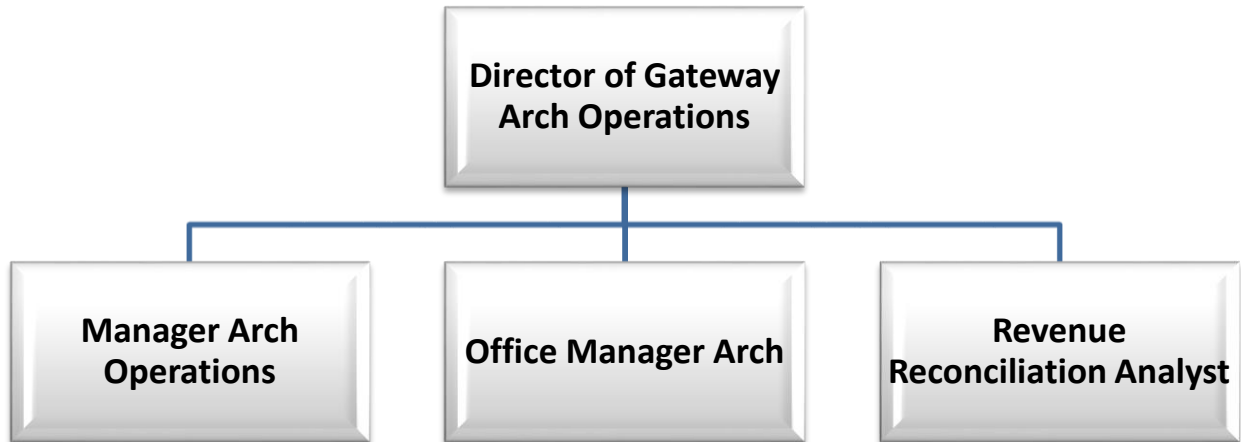 Director of Gateway
Arch Operations
Manager Arch
Operations
Office Manager Arch
Revenue
Reconciliation Analyst